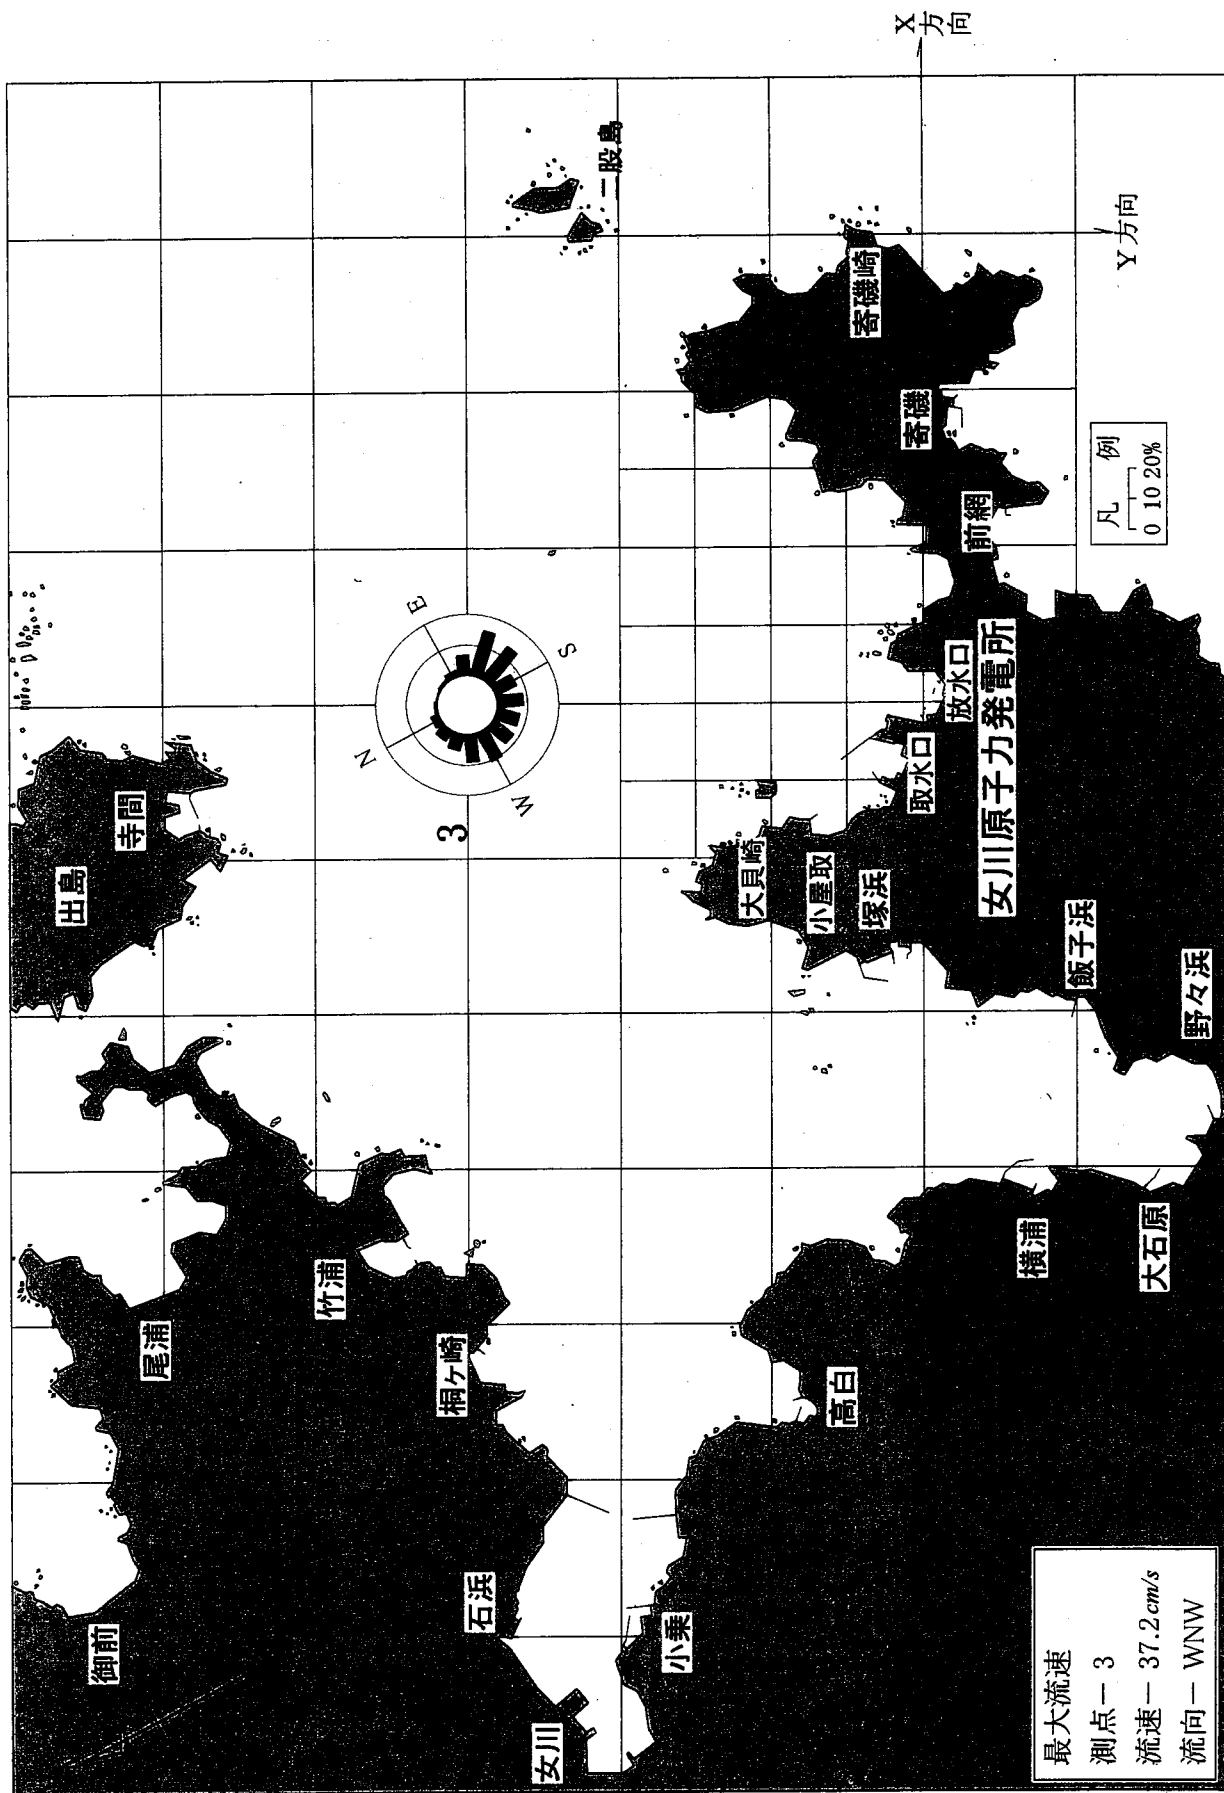 御前
尾浦
出島
寺間
竹浦
桐ヶ崎
石浜
女川
小乗
高白
横浦
大石原
野々浜
飯子浜
塚浜
小屋取
大貝崎
取水口
放水口
女川原子力発電所
前網
寄磯
寄磯崎
二股島
3
N
E
S
W
X方向
Y方向
凡 例
0 10 20%
最大流速
測点－3
流速－37.2cm/s
流向－WNW